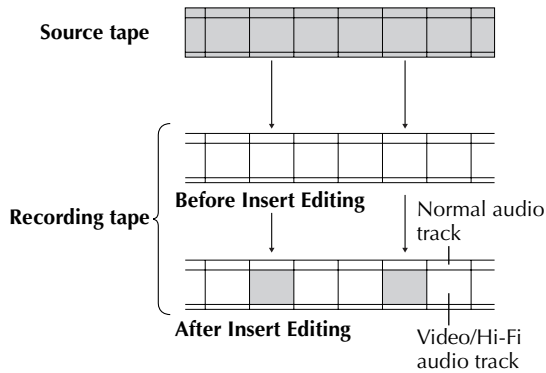 Source tape
Before Insert Editing
Recording tape
Normal audio
track
After Insert Editing
Video/Hi-Fi
audio track